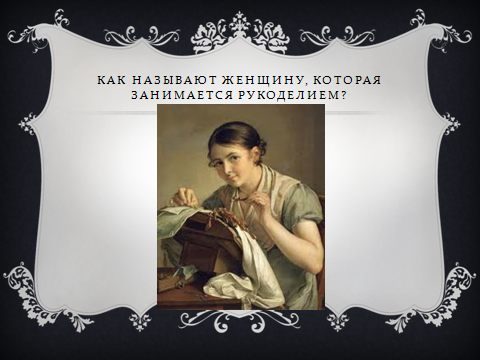 КАК НАЗЫВАЮТ ЖЕНЩИНУ, КОТОРАЯ
ЗАНИМАЕТСЯ РУКОДЕЛИЕМ?